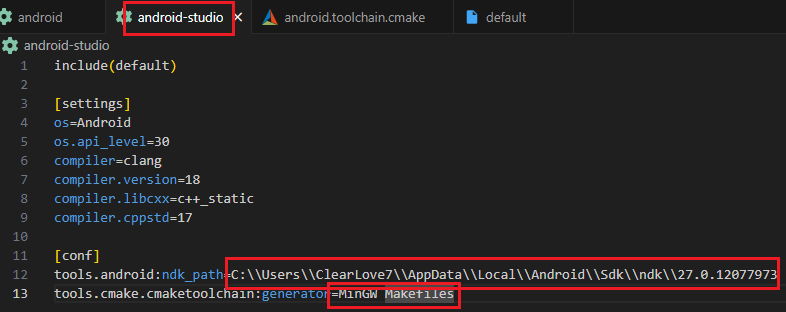 android android-studio × android.toolchain.cmake default
android-studio
1 include(default)
2
3 [settings]
4 os=Android
5 os.api_level=30
6 compiler=clang
7 compiler.version=18
8 compiler.libcxx=c++_static
9 compiler.cppstd=17
10
11 [conf]
12 tools.android:ndk_path=C:\\Users\\ClearLove7\\AppData\\Local\\Android\\Sdk\\ndk\\27.0.12077973
13 tools.cmake.cmaketoolchain:generator=MinGW Makefiles